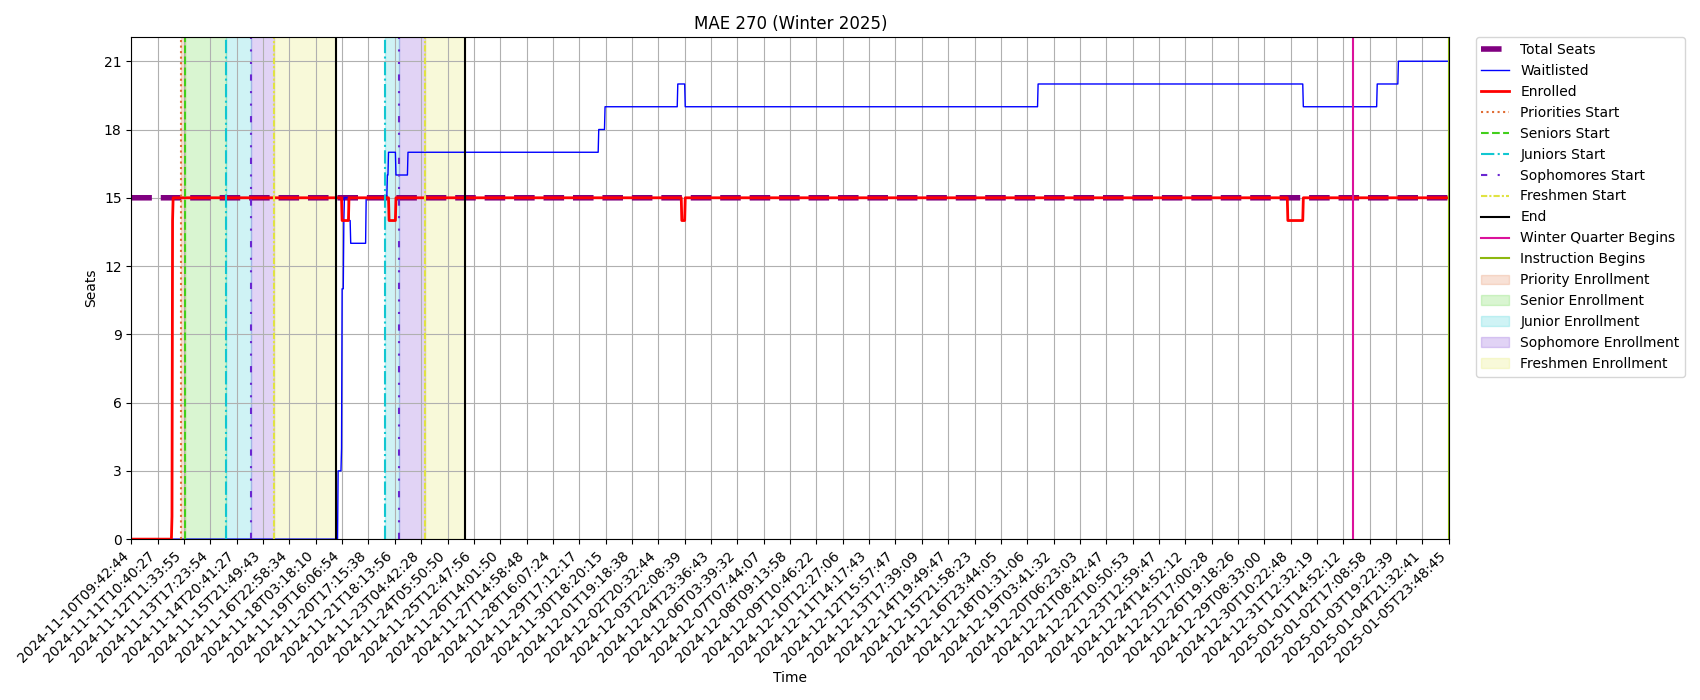 MAE 270 (Winter 2025)
Seats
21
18
15
12
9
6
3
0
2024-11-10T09:42:44
2024-11-11T10:40:27
2024-11-12T11:33:55
2024-11-13T17:23:54
2024-11-14T20:41:27
2024-11-15T21:49:43
2024-11-16T22:58:34
2024-11-18T03:18:10
2024-11-19T16:06:54
2024-11-20T17:15:38
2024-11-21T18:13:56
2024-11-23T04:42:28
2024-11-24T05:50:50
2024-11-25T12:47:56
2024-11-26T14:01:50
2024-11-27T14:58:48
2024-11-28T16:07:24
2024-11-29T17:12:17
2024-11-30T18:20:15
2024-12-01T19:18:38
2024-12-02T20:32:44
2024-12-03T22:08:39
2024-12-04T23:36:43
2024-12-06T03:39:32
2024-12-07T07:44:07
2024-12-08T09:13:58
2024-12-09T10:46:22
2024-12-10T12:27:06
2024-12-11T14:17:43
2024-12-12T15:57:47
2024-12-13T17:39:09
2024-12-14T19:49:47
2024-12-15T21:58:23
2024-12-16T23:44:05
2024-12-18T01:31:06
2024-12-19T03:41:32
2024-12-20T06:23:03
2024-12-21T08:42:47
2024-12-22T10:50:53
2024-12-23T12:59:47
2024-12-24T14:52:12
2024-12-25T17:00:28
2024-12-26T19:18:26
2024-12-29T08:33:00
2024-12-30T10:22:48
2024-12-31T12:32:19
2025-01-01T14:52:12
2025-01-02T17:08:58
2025-01-03T19:22:39
2025-01-04T21:32:41
2025-01-05T23:48:45
Time
Total Seats
Waitlisted
Enrolled
Priorities Start
Seniors Start
Juniors Start
Sophomores Start
Freshmen Start
End
Winter Quarter Begins
Instruction Begins
Priority Enrollment
Senior Enrollment
Junior Enrollment
Sophomore Enrollment
Freshmen Enrollment